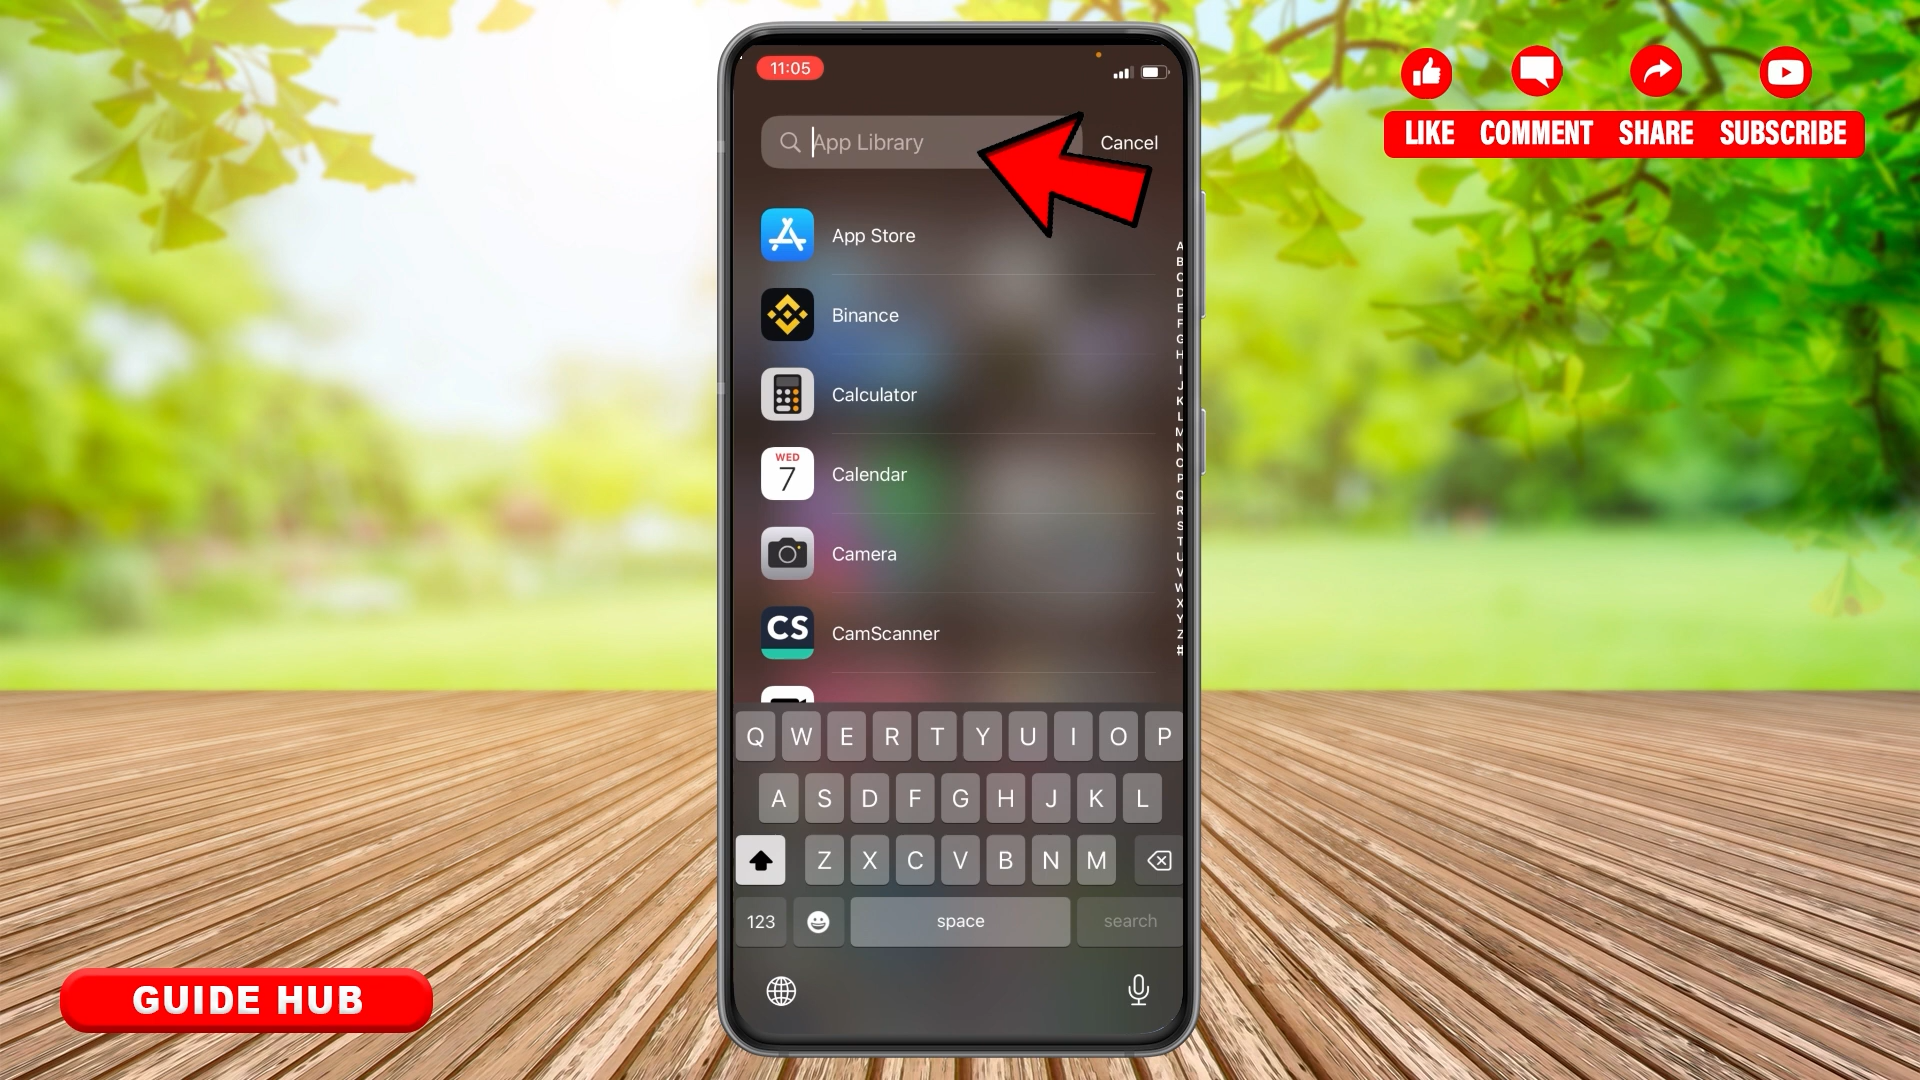 11:05
App Library
Cancel
App Store
Binance
Calculator
WED
7
Calendar
Camera
CS
CamScanner
A
B
C
D
E
F
G
H
I
J
K
L
M
N
O
P
Q
R
S
T
U
V
W
X
Y
Z
#
Q W E R T Y U I O P
A S D F G H J K L
Z X C V B N M
123 space search
LIKE COMMENT SHARE SUBSCRIBE
GUIDE HUB